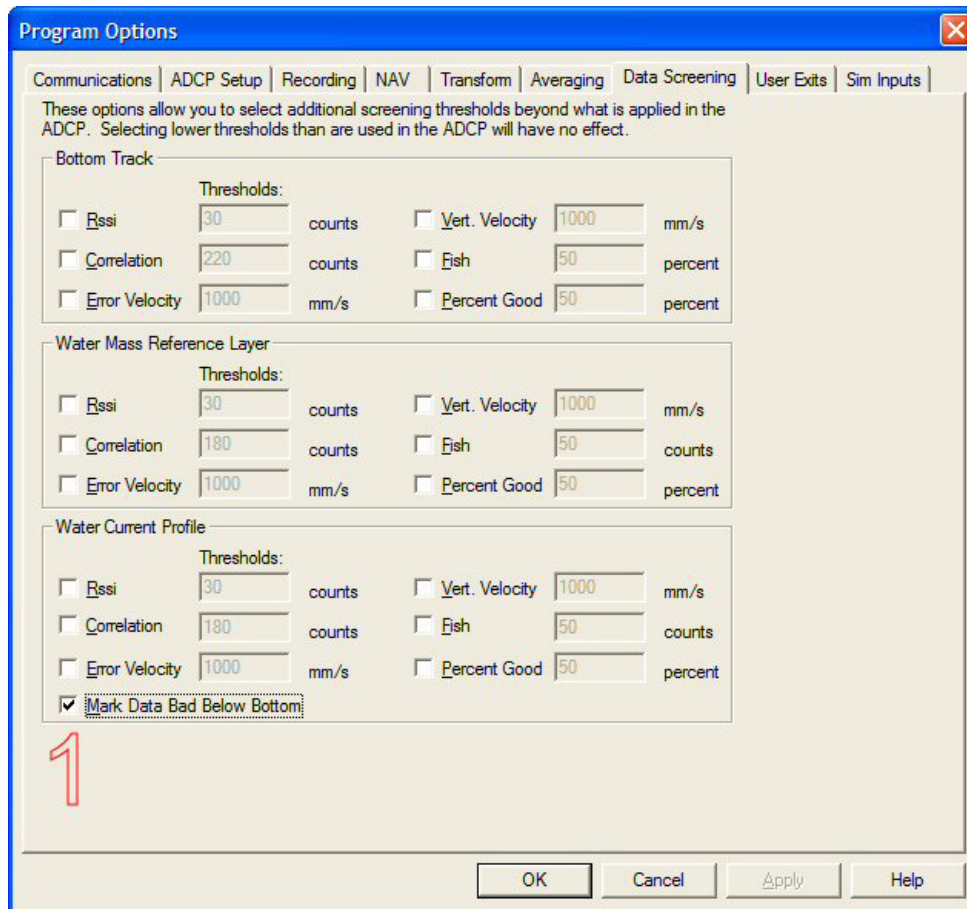 Program Options
Communications ADCP Setup Recording NAV Transform Averaging Data Screening User Exits Sim Inputs
These options allow you to select additional screening thresholds beyond what is applied in the
ADCP. Selecting lower thresholds than are used in the ADCP will have no effect.
Bottom Track
Thresholds:
Rssi 30 counts Vert. Velocity 1000 mm/s
Correlation 220 counts Fish 50 percent
Error Velocity 1000 mm/s Percent Good 50 percent
Water Mass Reference Layer
Thresholds:
Rssi 30 counts Vert. Velocity 1000 mm/s
Correlation 180 counts Fish 50 counts
Error Velocity 1000 mm/s Percent Good 50 percent
Water Current Profile
Thresholds:
Rssi 30 counts Vert. Velocity 1000 mm/s
Correlation 180 counts Fish 50 counts
Error Velocity 1000 mm/s Percent Good 50 percent
Mark Data Bad Below Bottom
1
OK Cancel Apply Help